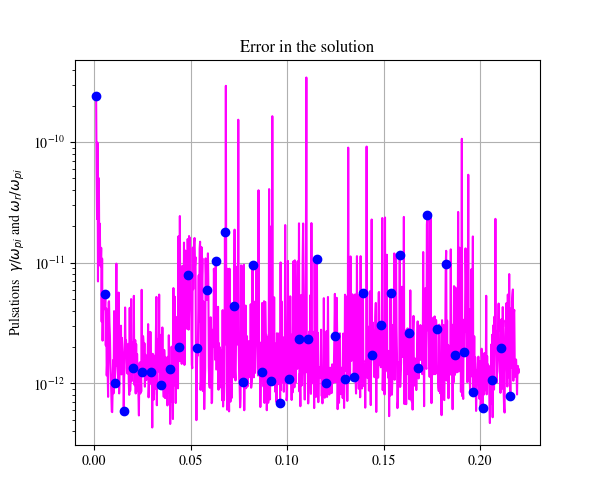 Error in the solution
Pulsations γ/ω_pi and ω_r/ω_pi
10⁻¹⁰
10⁻¹¹
10⁻¹²
0.00 0.05 0.10 0.15 0.20